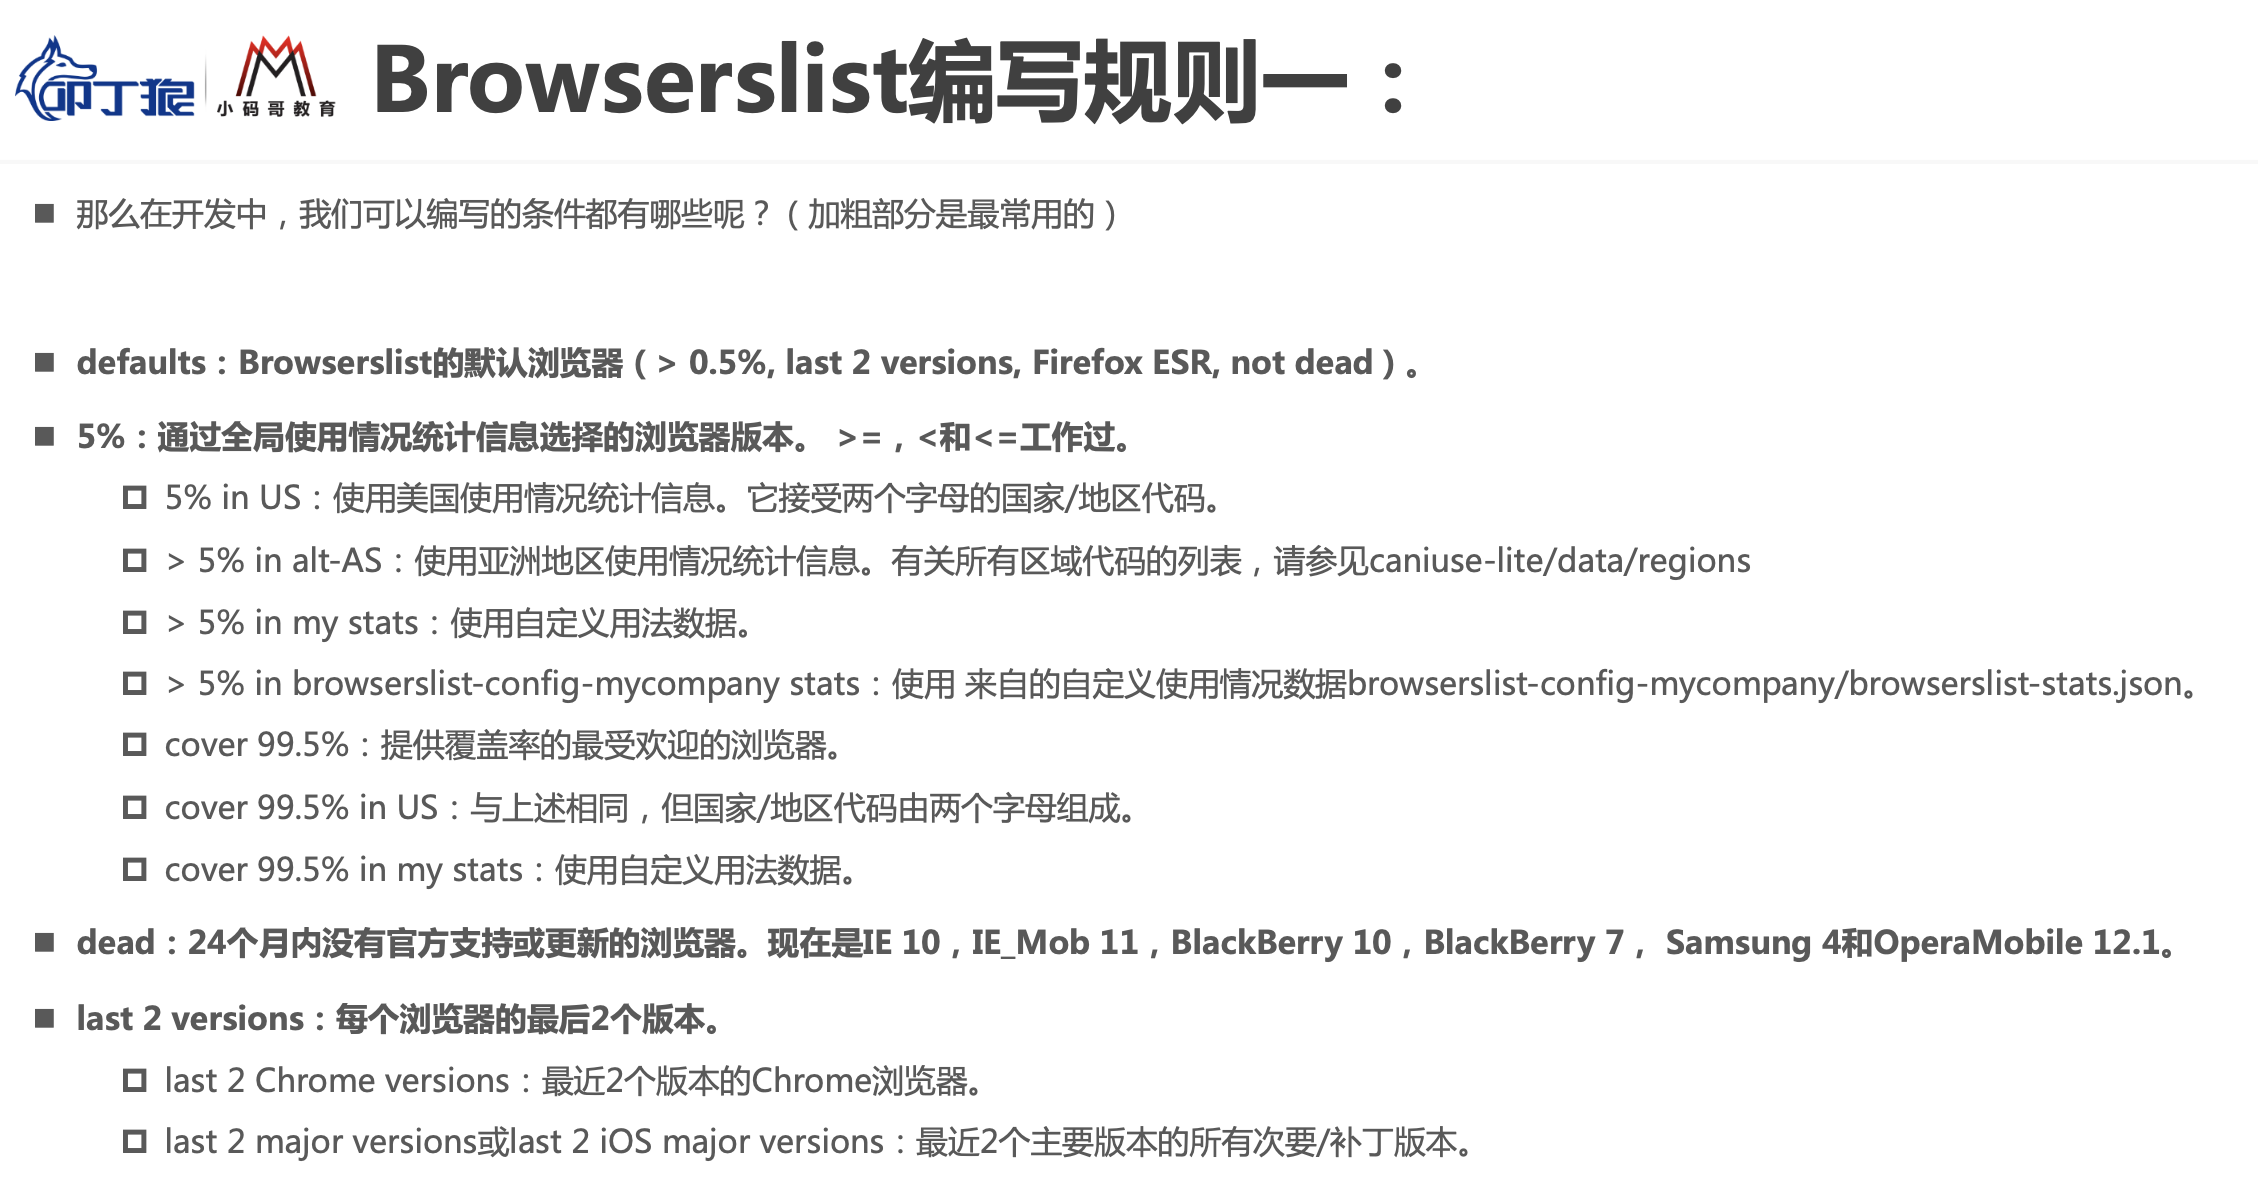 叩丁狼
小码哥教育
Browserslist编写规则一：
那么在开发中，我们可以编写的条件都有哪些呢？（加粗部分是最常用的）
defaults：Browserslist的默认浏览器（> 0.5%, last 2 versions, Firefox ESR, not dead）。
5%：通过全局使用情况统计信息选择的浏览器版本。 >=，<和<=工作过。
5% in US：使用美国使用情况统计信息。它接受两个字母的国家/地区代码。
> 5% in alt-AS：使用亚洲地区使用情况统计信息。有关所有区域代码的列表，请参见caniuse-lite/data/regions
> 5% in my stats：使用自定义用法数据。
> 5% in browserslist-config-mycompany stats：使用 来自的自定义使用情况数据browserslist-config-mycompany/browserslist-stats.json。
cover 99.5%：提供覆盖率的最受欢迎的浏览器。
cover 99.5% in US：与上述相同，但国家/地区代码由两个字母组成。
cover 99.5% in my stats：使用自定义用法数据。
dead：24个月内没有官方支持或更新的浏览器。现在是IE 10，IE_Mob 11，BlackBerry 10，BlackBerry 7， Samsung 4和OperaMobile 12.1。
last 2 versions：每个浏览器的最后2个版本。
last 2 Chrome versions：最近2个版本的Chrome浏览器。
last 2 major versions或last 2 iOS major versions：最近2个主要版本的所有次要/补丁版本。